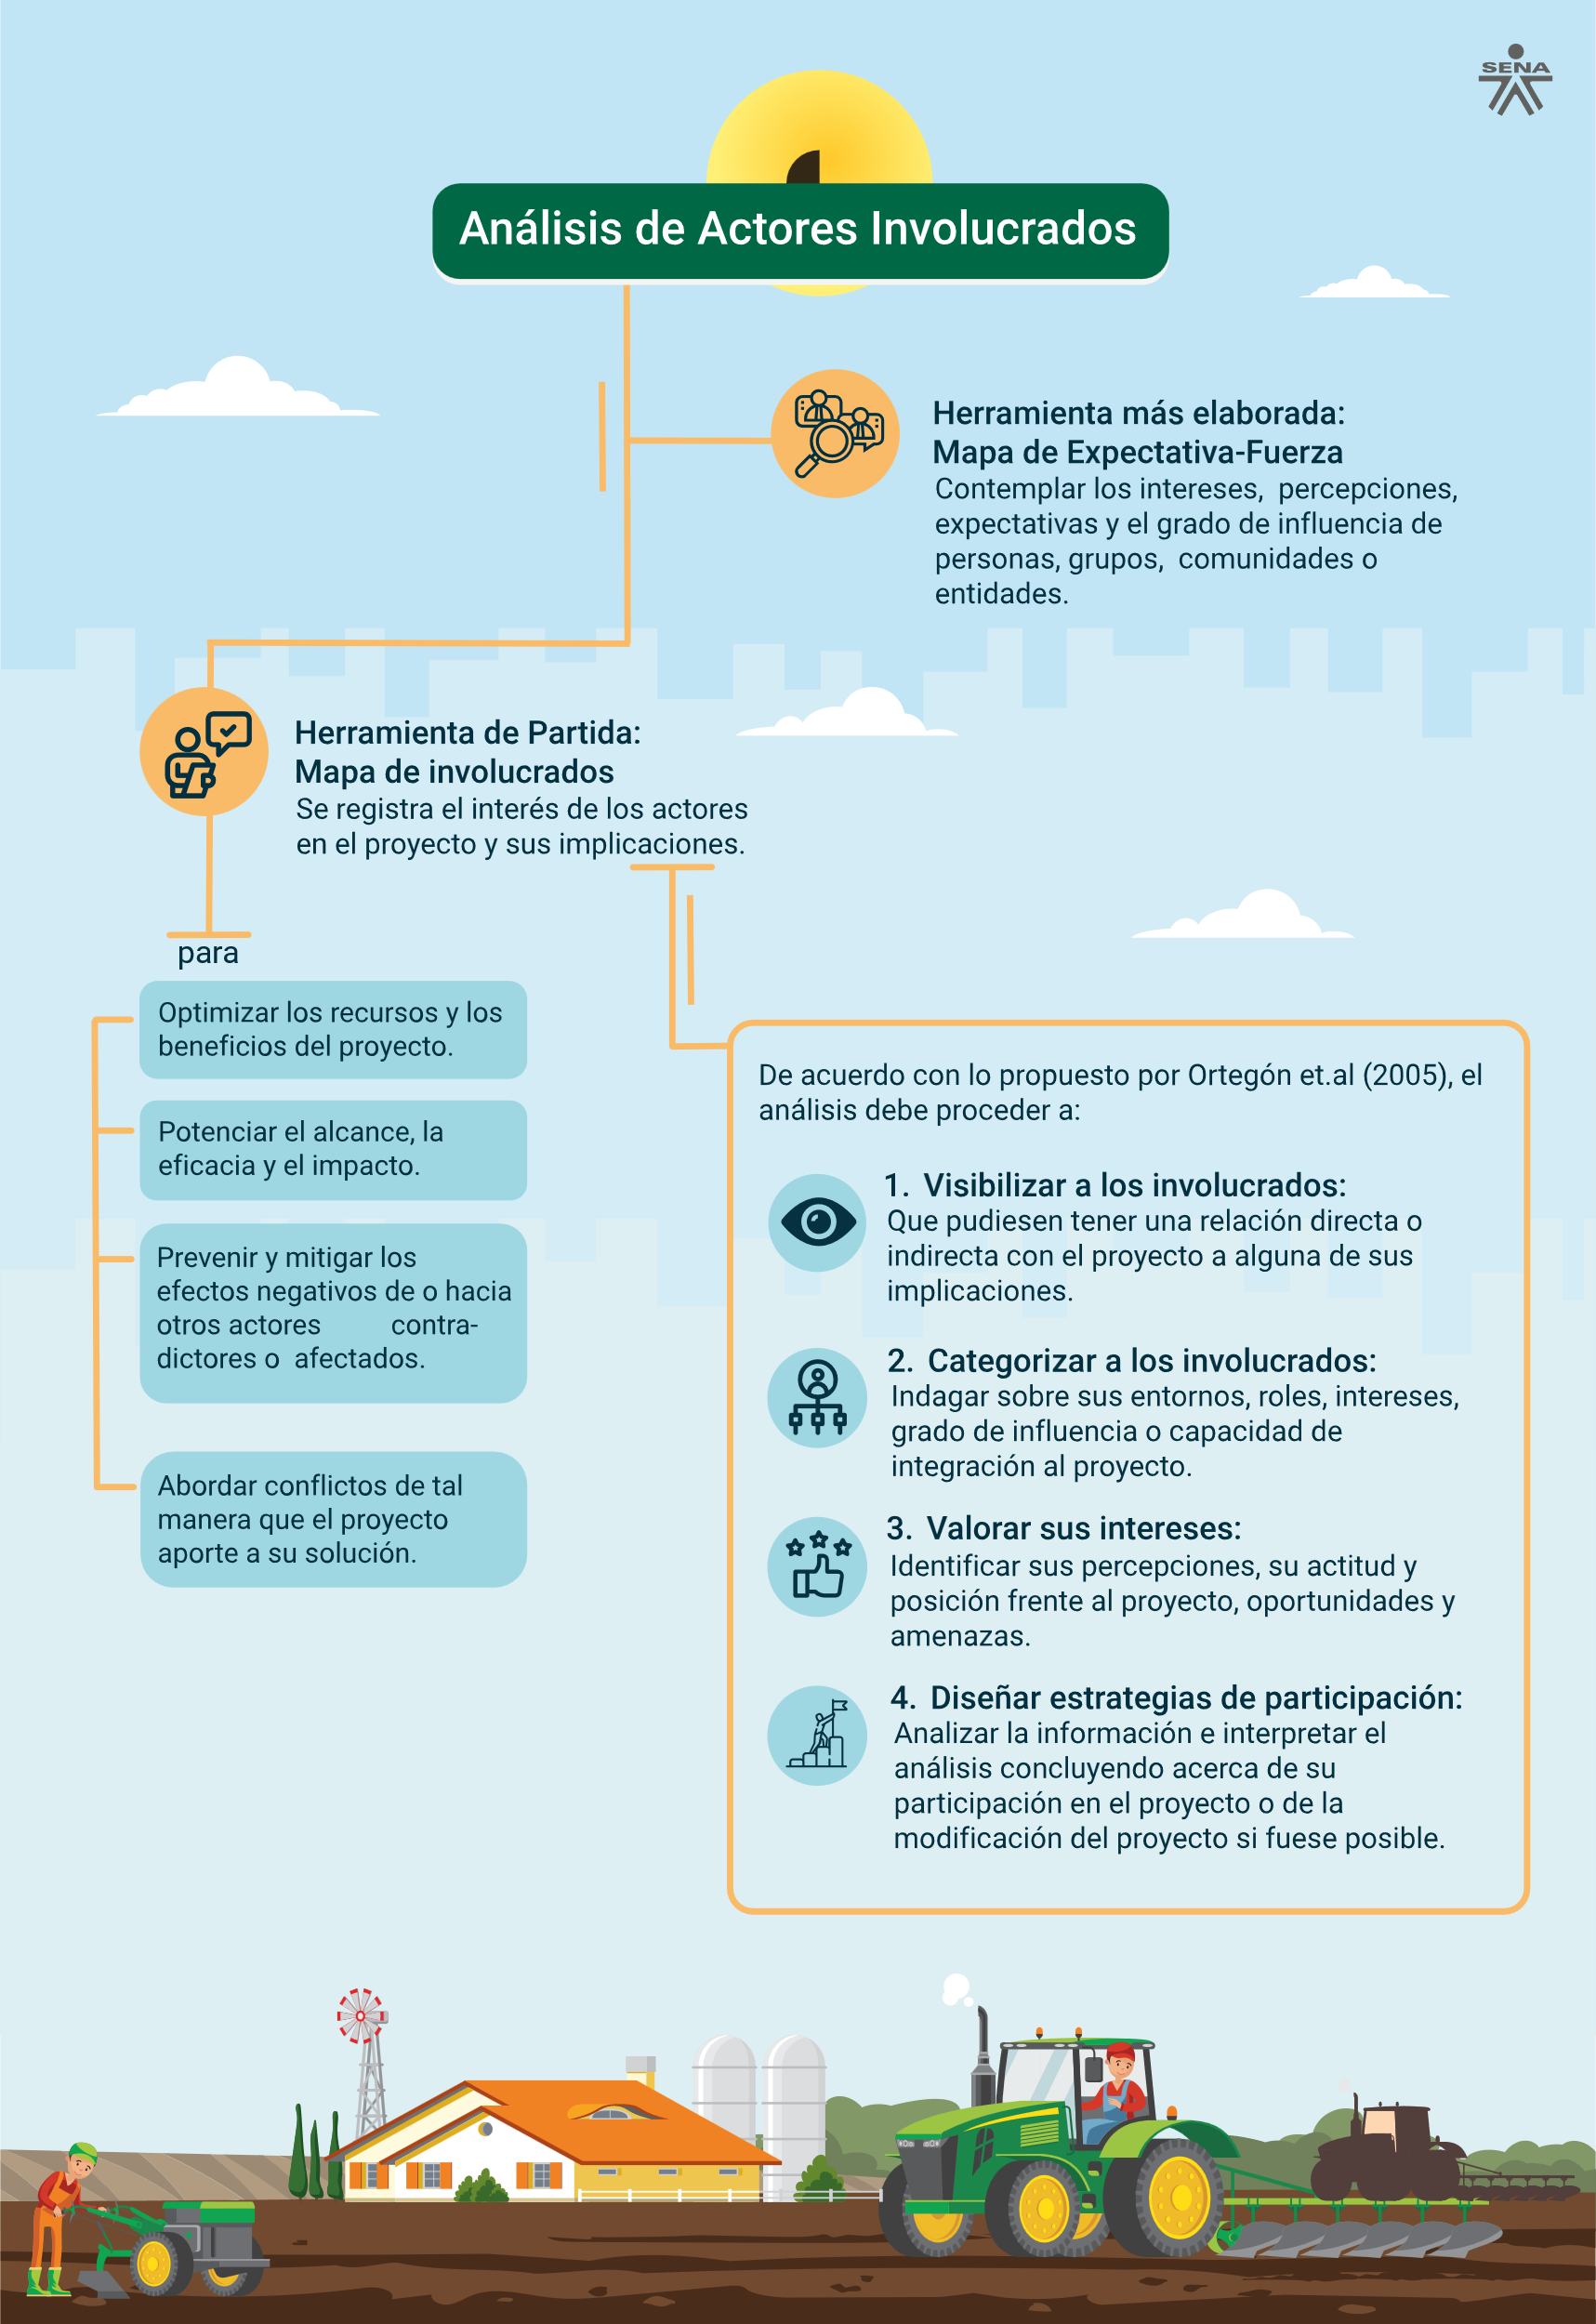 SENA
Análisis de Actores Involucrados
Herramienta más elaborada:
Mapa de Expectativa-Fuerza
Contemplar los intereses, percepciones,
expectativas y el grado de influencia de
personas, grupos, comunidades o
entidades.
Herramienta de Partida:
Mapa de involucrados
Se registra el interés de los actores
en el proyecto y sus implicaciones.
para
Optimizar los recursos y los
beneficios del proyecto.
Potenciar el alcance, la
eficacia y el impacto.
Prevenir y mitigar los
efectos negativos de o hacia
otros actores contra-
dictores o afectados.
Abordar conflictos de tal
manera que el proyecto
aporte a su solución.
De acuerdo con lo propuesto por Ortegón et.al (2005), el
análisis debe proceder a:
1. Visibilizar a los involucrados:
Que pudiesen tener una relación directa o
indirecta con el proyecto a alguna de sus
implicaciones.
2. Categorizar a los involucrados:
Indagar sobre sus entornos, roles, intereses,
grado de influencia o capacidad de
integración al proyecto.
3. Valorar sus intereses:
Identificar sus percepciones, su actitud y
posición frente al proyecto, oportunidades y
amenazas.
4. Diseñar estrategias de participación:
Analizar la información e interpretar el
análisis concluyendo acerca de su
participación en el proyecto o de la
modificación del proyecto si fuese posible.